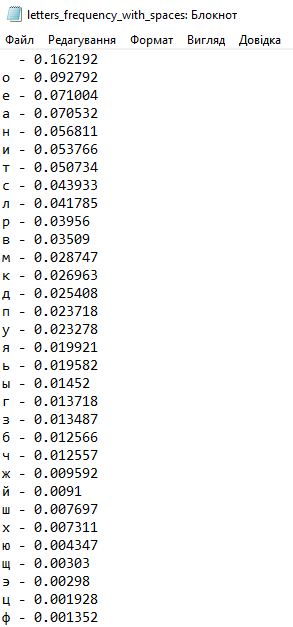 letters_frequency_with_spaces: Блокнот
Файл Редагування Формат Вигляд Довідка
  - 0.162192
о - 0.092792
е - 0.071004
а - 0.070532
н - 0.056811
и - 0.053766
т - 0.050734
с - 0.043933
л - 0.041785
р - 0.03956
в - 0.03509
м - 0.028747
к - 0.026963
д - 0.025408
п - 0.023718
у - 0.023278
я - 0.019921
ь - 0.019582
ы - 0.01452
г - 0.013718
з - 0.013487
б - 0.012566
ч - 0.012557
ж - 0.009592
й - 0.0091
ш - 0.007697
х - 0.007311
ю - 0.004347
щ - 0.00303
э - 0.00298
ц - 0.001928
ф - 0.001352